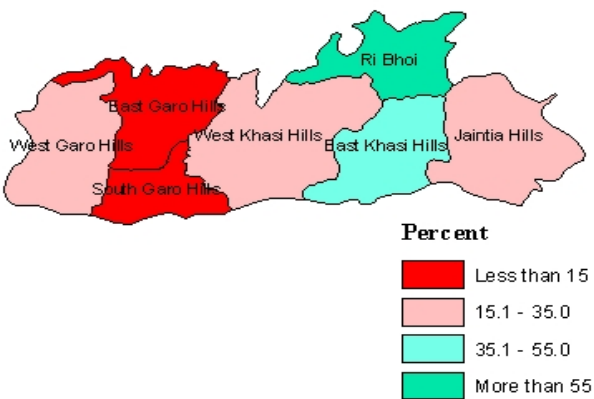 Ri Bhoi
East Garo Hills
West Garo Hills
West Khasi Hills
East Khasi Hills
Jaintia Hills
South Garo Hills
Percent
Less than 15
15.1 - 35.0
35.1 - 55.0
More than 55